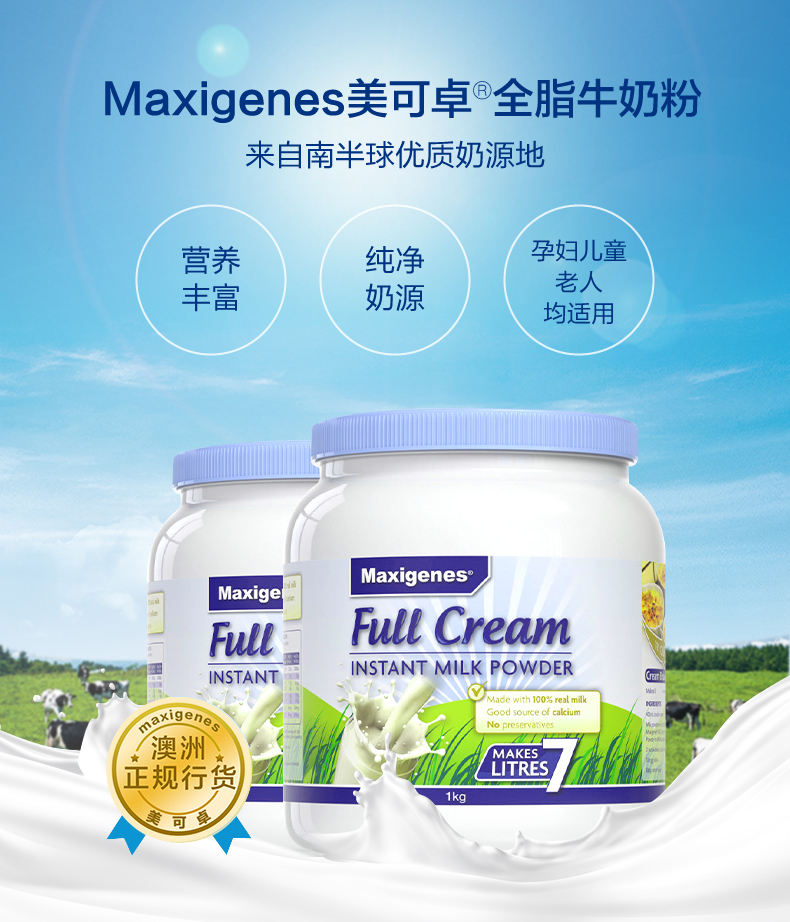 Maxigenes美可卓®全脂牛奶粉
来自南半球优质奶源地
营养
丰富
纯净
奶源
孕妇儿童
老人
均适用
Maxige
Full
INSTANT
Maxigenes®
Full Cream
INSTANT MILK POWDER
Made with 100% real milk
Good source of calcium
No preservatives
MAKES
7
LITRES
1kg
maxigenes
澳洲
正规行货
美可卓